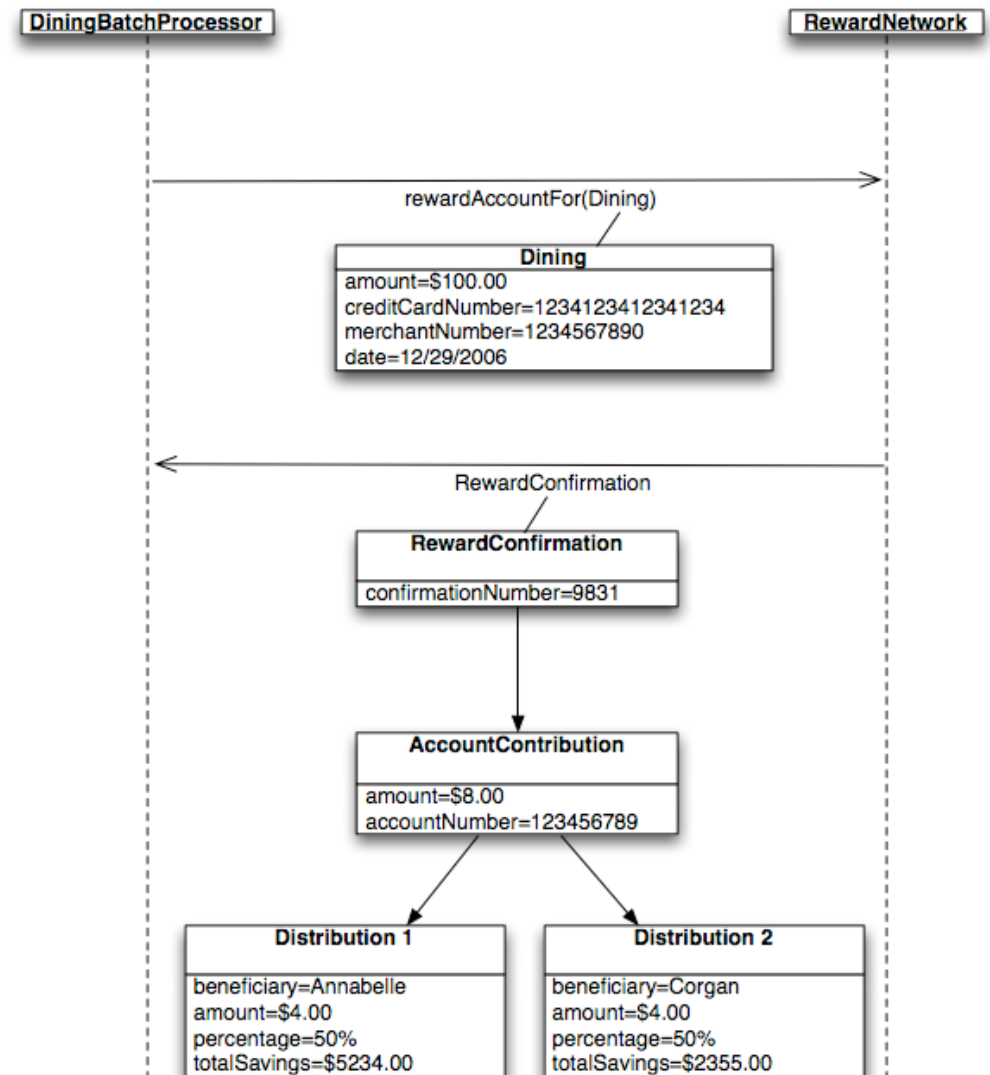 DiningBatchProcessor
RewardNetwork
rewardAccountFor(Dining)
Dining
amount=$100.00
creditCardNumber=1234123412341234
merchantNumber=1234567890
date=12/29/2006
RewardConfirmation
RewardConfirmation
confirmationNumber=9831
AccountContribution
amount=$8.00
accountNumber=123456789
Distribution 1
beneficiary=Annabelle
amount=$4.00
percentage=50%
totalSavings=$5234.00
Distribution 2
beneficiary=Corgan
amount=$4.00
percentage=50%
totalSavings=$2355.00